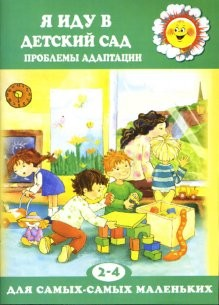 Я ИДУ В
ДЕТСКИЙ САД
ПРОБЛЕМЫ АДАПТАЦИИ
2-4
ДЛЯ САМЫХ-САМЫХ МАЛЕНЬКИХ